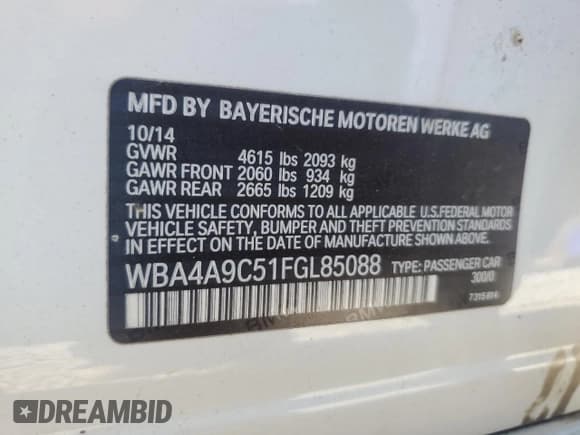 MFD BY BAYERISCHE MOTOREN WERKE AG
10/14
GVWR 4615 lbs 2093 kg
GAWR FRONT 2060 lbs 934 kg
GAWR REAR 2665 lbs 1209 kg
THIS VEHICLE CONFORMS TO ALL APPLICABLE U.S.FEDERAL MOTOR
VEHICLE SAFETY, BUMPER AND THEFT PREVENTION STANDARDS
IN EFFECT ON THE DATE OF MANUFACTURE SHOWN ABOVE.
WBA4A9C51FGL85088 TYPE: PASSENGER CAR
300/0
DREAMBID